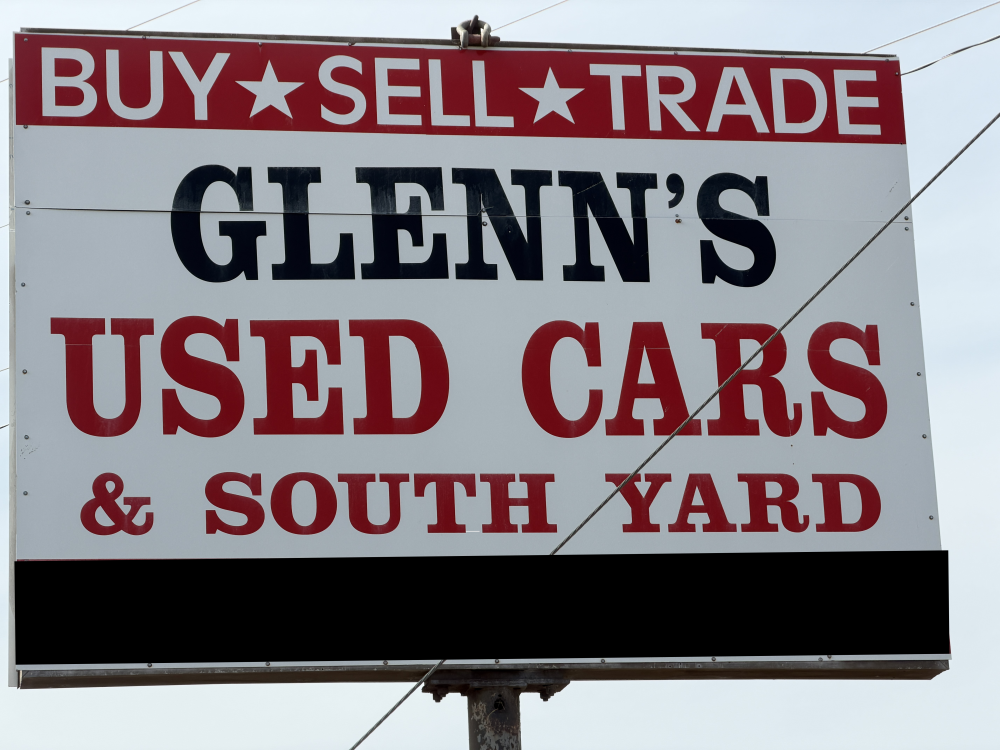 BUY★SELL★TRADE
GLENN'S
USED CARS
& SOUTH YARD